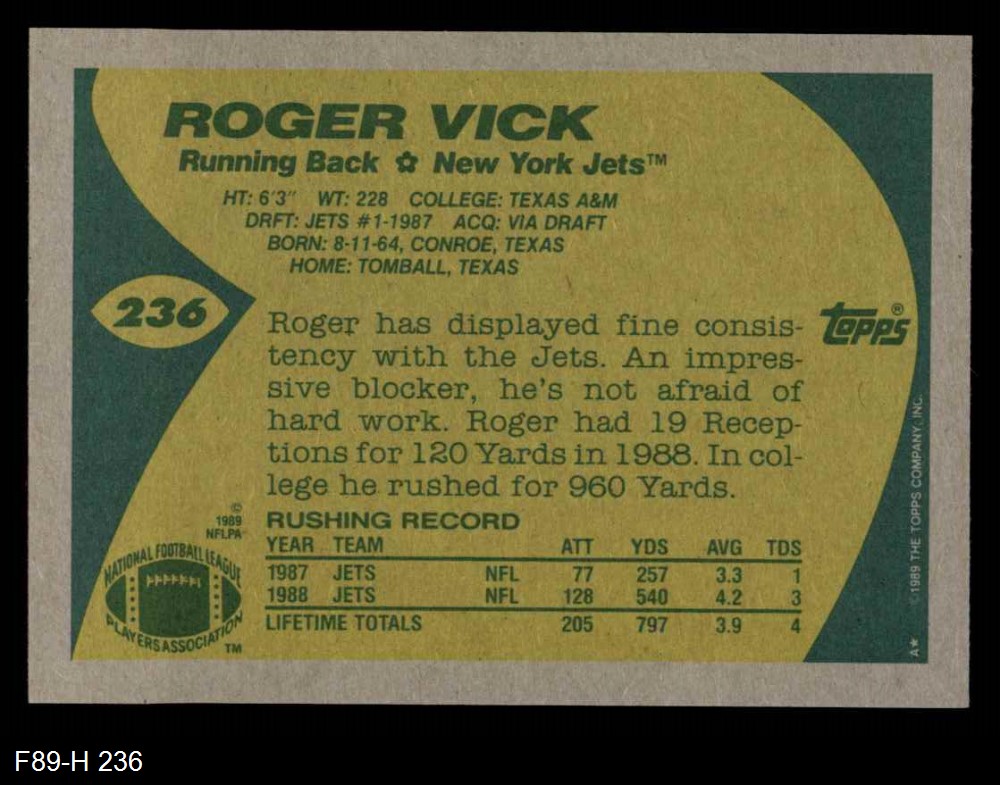 ROGER VICK
Running Back ✿ New York Jets™
HT: 6'3" WT: 228 COLLEGE: TEXAS A&M
DRFT: JETS #1-1987 ACQ: VIA DRAFT
BORN: 8-11-64, CONROE, TEXAS
HOME: TOMBALL, TEXAS
236
topps®
Roger has displayed fine consis-
tency with the Jets. An impres-
sive blocker, he's not afraid of
hard work. Roger had 19 Recep-
tions for 120 Yards in 1988. In col-
lege he rushed for 960 Yards.
©
1989
NFLPA
NATIONAL FOOTBALL LEAGUE
PLAYERS ASSOCIATION
TM
RUSHING RECORD
YEAR TEAM ATT YDS AVG TDS
1987 JETS NFL 77 257 3.3 1
1988 JETS NFL 128 540 4.2 3
LIFETIME TOTALS 205 797 3.9 4
A* ©1989 THE TOPPS COMPANY, INC.
F89-H 236